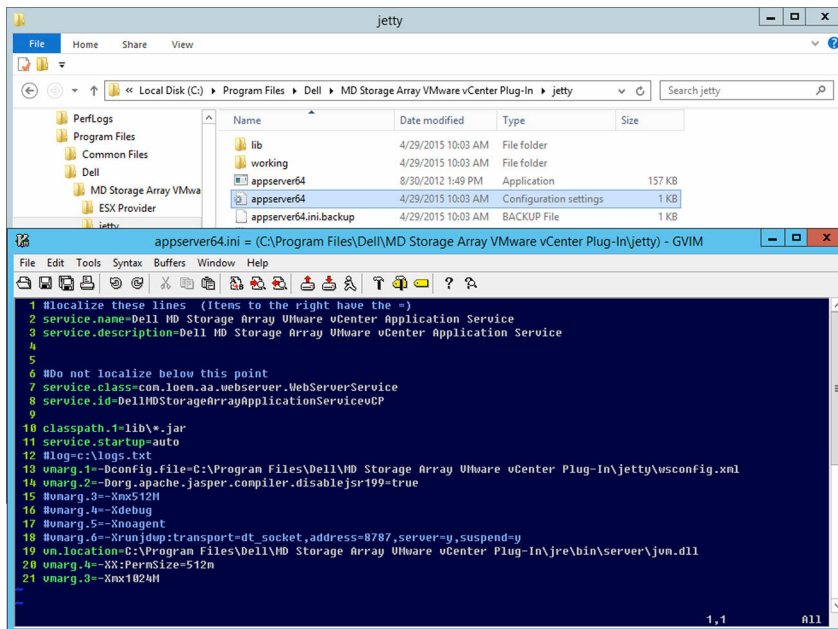 jetty
File Home Share View
« Local Disk (C:) ▸ Program Files ▸ Dell ▸ MD Storage Array VMware vCenter Plug-In ▸ jetty
Search jetty
PerfLogs
Program Files
Common Files
Dell
MD Storage Array VMwa
ESX Provider
jetty
Name Date modified Type Size
lib 4/29/2015 10:03 AM File folder
working 4/29/2015 10:03 AM File folder
appserver64 8/30/2012 1:49 PM Application 157 KB
appserver64 4/29/2015 10:03 AM Configuration settings 1 KB
appserver64.ini.backup 4/29/2015 10:03 AM BACKUP File 1 KB
appserver64.ini = (C:\Program Files\Dell\MD Storage Array VMware vCenter Plug-In\jetty) - GVIM
File Edit Tools Syntax Buffers Window Help
1 #localize these lines  (Items to the right have the =)
2 service.name=Dell MD Storage Array VMware vCenter Application Service
3 service.description=Dell MD Storage Array VMware vCenter Application Service
4
5
6 #Do not localize below this point
7 service.class=com.loem.aa.webserver.WebServerService
8 service.id=DellMDStorageArrayApplicationServicevCP
9
10 classpath.1=lib\*.jar
11 service.startup=auto
12 #log=c:\logs.txt
13 vmarg.1=-Dconfig.file=C:\Program Files\Dell\MD Storage Array VMware vCenter Plug-In\jetty\wsconfig.xml
14 vmarg.2=-Dorg.apache.jasper.compiler.disablejsr199=true
15 #vmarg.3=-Xmx512M
16 #vmarg.4=-Xdebug
17 #vmarg.5=-Xnoagent
18 #vmarg.6=-Xrunjdwp:transport=dt_socket,address=8787,server=y,suspend=y
19 vm.location=C:\Program Files\Dell\MD Storage Array VMware vCenter Plug-In\jre\bin\server\jvm.dll
20 vmarg.4=-XX:PermSize=512m
21 vmarg.3=-Xmx1024M
~
~
1,1 All